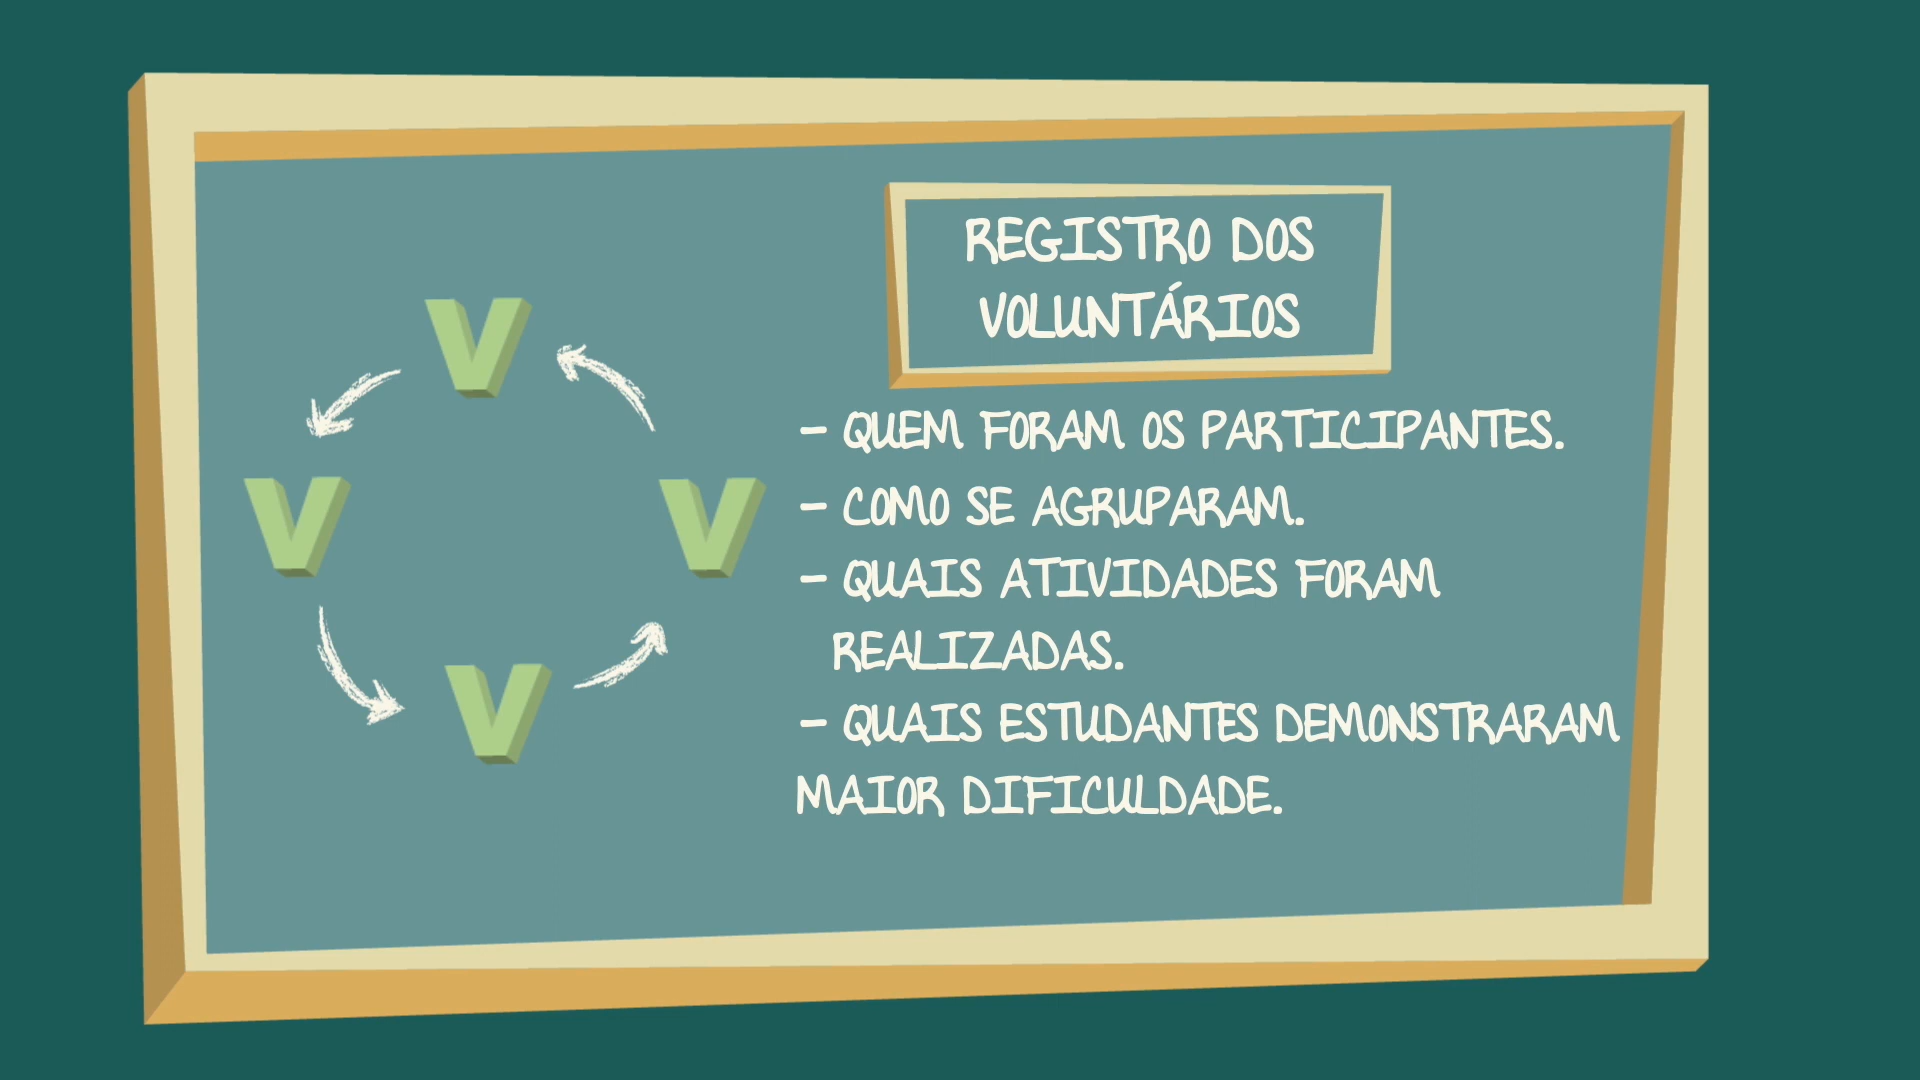 V
V
V
V
REGISTRO DOS
VOLUNTÁRIOS
- QUEM FORAM OS PARTICIPANTES.
- COMO SE AGRUPARAM.
- QUAIS ATIVIDADES FORAM
REALIZADAS.
- QUAIS ESTUDANTES DEMONSTRARAM
MAIOR DIFICULDADE.